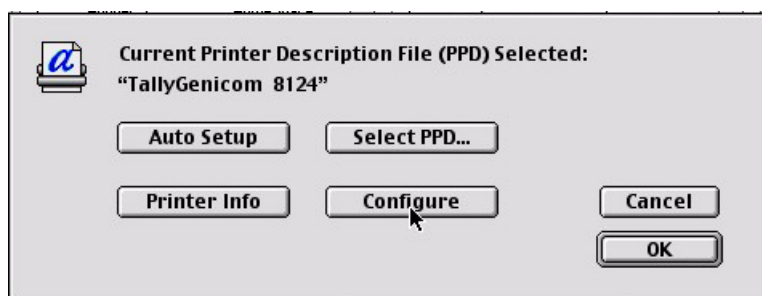 Current Printer Description File (PPD) Selected:
“TallyGenicom 8124”
Auto Setup
Select PPD...
Printer Info
Configure
Cancel
OK